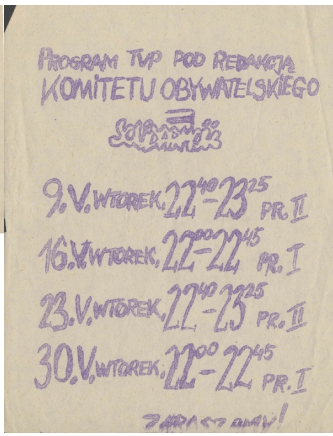 PROGRAM TVP POD REDAKCJĄ
KOMITETU OBYWATELSKIEGO
Solidarność
9.V. WTOREK, 22⁴⁰–23²⁵ PR. II
16.V. WTOREK, 22⁰⁰–22⁴⁵ PR. I
23.V. WTOREK, 22⁴⁰–23²⁵ PR. II
30.V. WTOREK, 22⁰⁰–22⁴⁵ PR. I
ZAPRASZAMY!